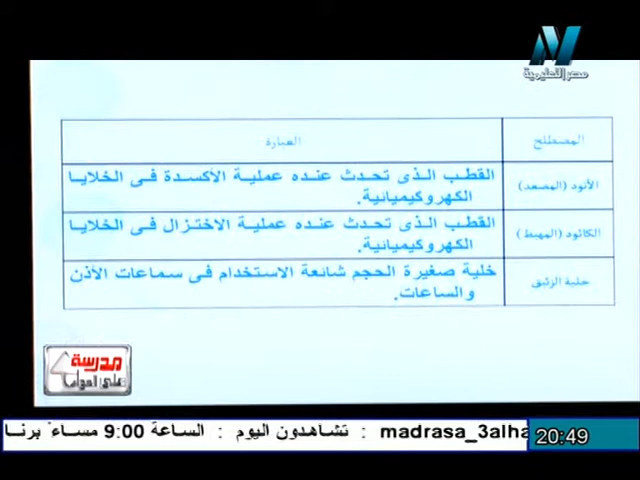 مصر التعليمية
المصطلح
العبارة
الأنود (المصعد)
القطب الذى تحدث عنده عملية الأكسدة فى الخلايا
الكهروكيميائية.
الكاثود (المهبط)
القطب الذى تحدث عنده عملية الاختزال فى الخلايا
الكهروكيميائية.
خلية الزئبق
خلية صغيرة الحجم شائعة الاستخدام فى سماعات الأذن
والساعات.
مدرسة
على الهواء
madrasa_3alha : تشاهدون اليوم : الساعة 9:00 مساءً برنا
20:49